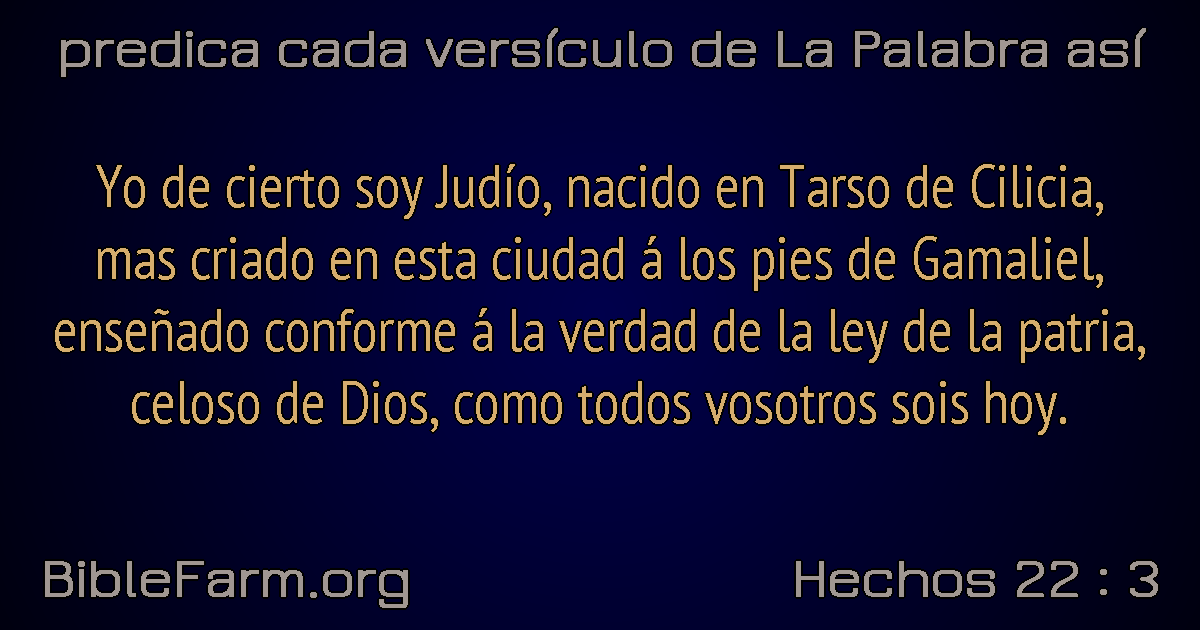 predica cada versículo de La Palabra así
Yo de cierto soy Judío, nacido en Tarso de Cilicia,
mas criado en esta ciudad á los pies de Gamaliel,
enseñado conforme á la verdad de la ley de la patria,
celoso de Dios, como todos vosotros sois hoy.
BibleFarm.org
Hechos 22 : 3